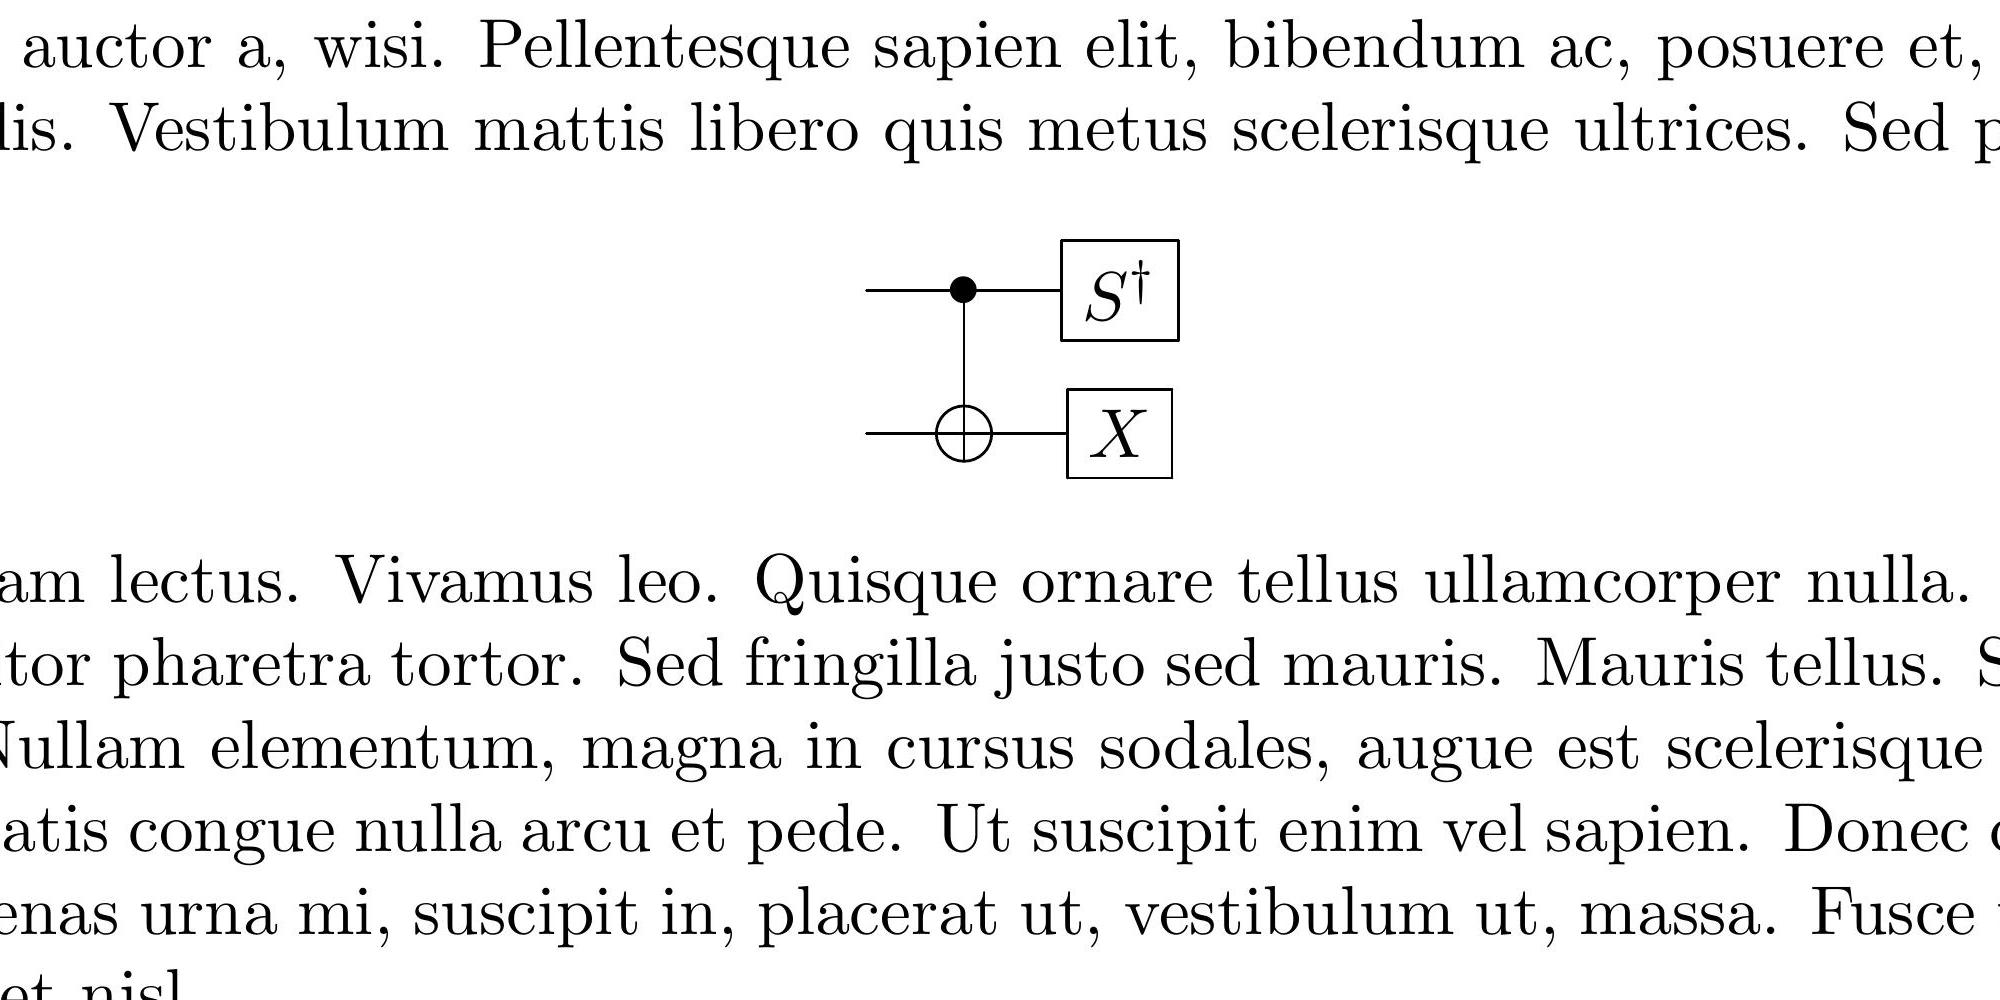 auctor a, wisi. Pellentesque sapien elit, bibendum ac, posuere et,
lis. Vestibulum mattis libero quis metus scelerisque ultrices. Sed p
S†
X
am lectus. Vivamus leo. Quisque ornare tellus ullamcorper nulla.
tor pharetra tortor. Sed fringilla justo sed mauris. Mauris tellus. S
Nullam elementum, magna in cursus sodales, augue est scelerisque
atis congue nulla arcu et pede. Ut suscipit enim vel sapien. Donec
enas urna mi, suscipit in, placerat ut, vestibulum ut, massa. Fusce
et nisl